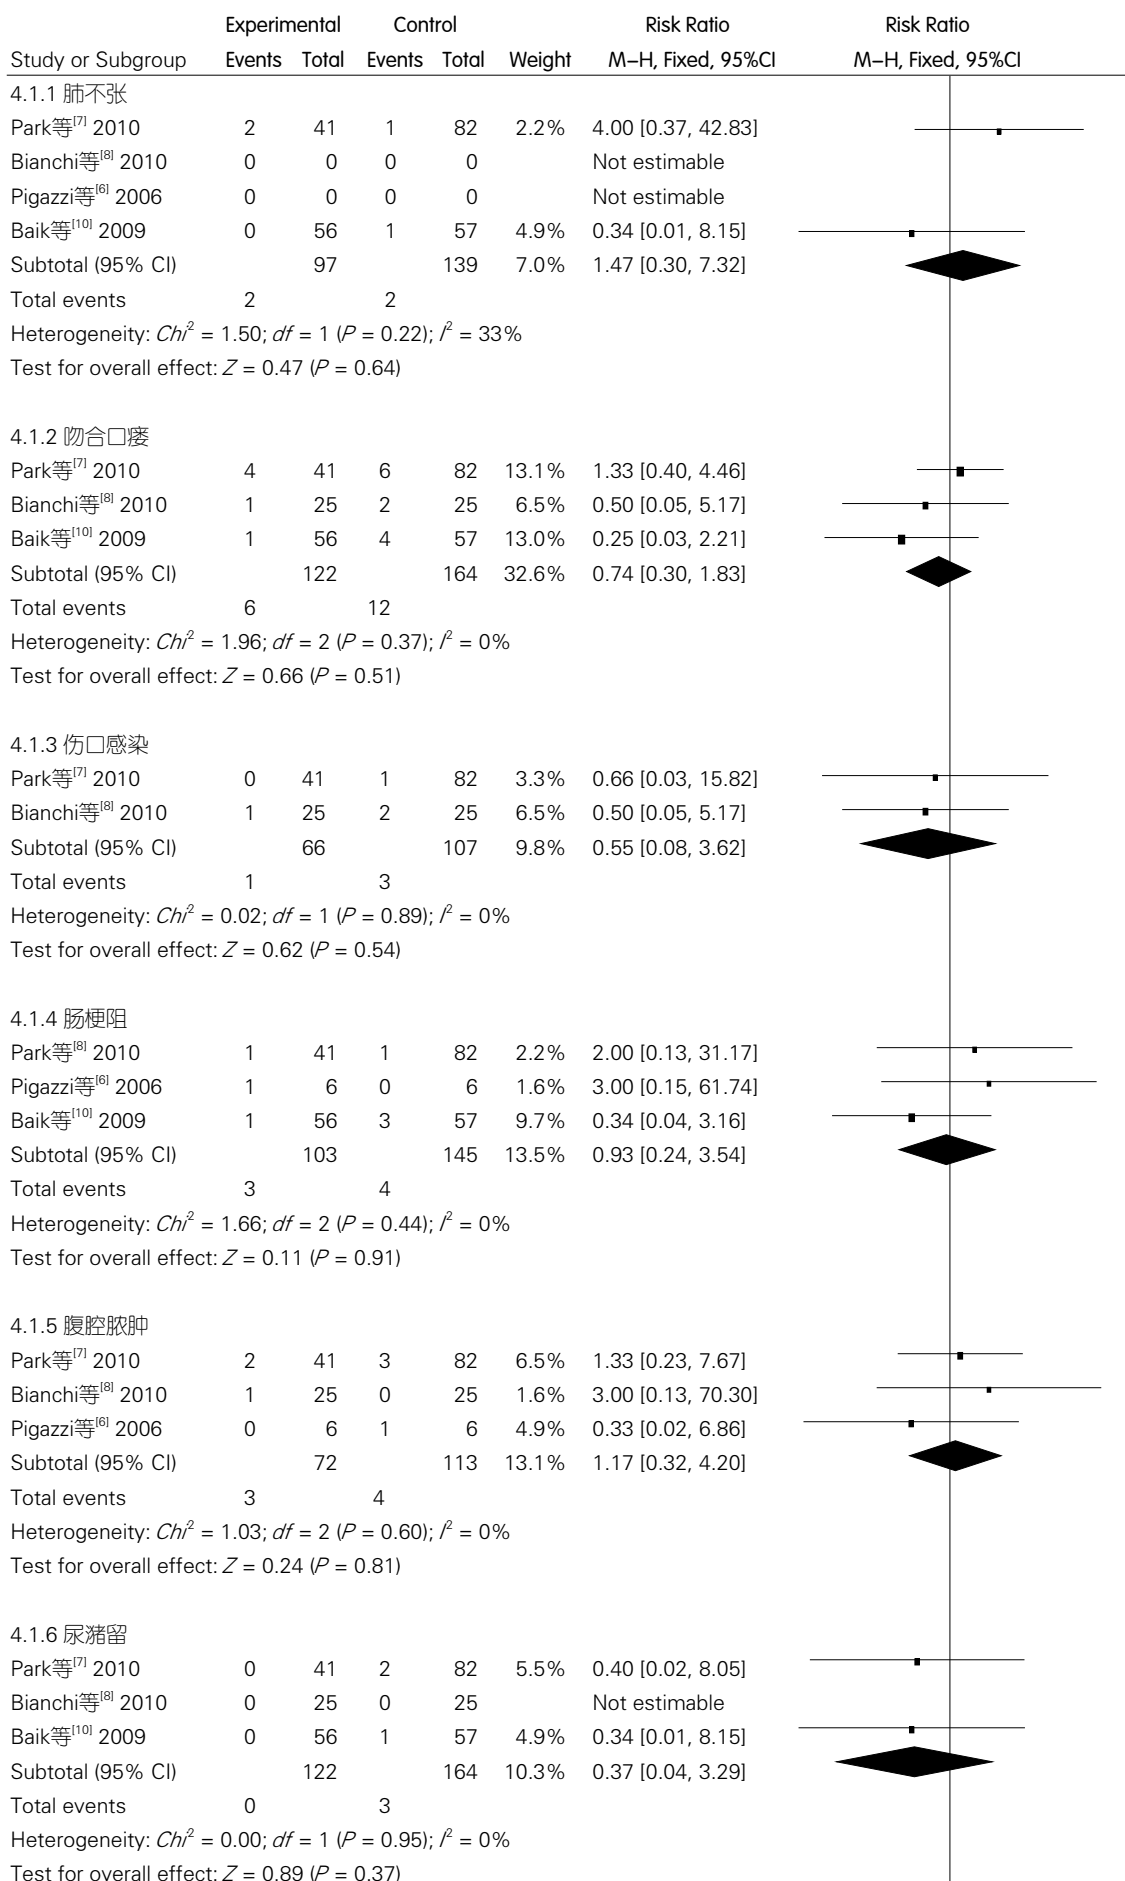 Experimental Control Risk Ratio Risk Ratio
Study or Subgroup Events Total Events Total Weight M–H, Fixed, 95%CI M–H, Fixed, 95%CI
4.1.1 肺不张
Park等[7] 2010 2 41 1 82 2.2% 4.00 [0.37, 42.83]
Bianchi等[8] 2010 0 0 0 0 Not estimable
Pigazzi等[6] 2006 0 0 0 0 Not estimable
Baik等[10] 2009 0 56 1 57 4.9% 0.34 [0.01, 8.15]
Subtotal (95% CI) 97 139 7.0% 1.47 [0.30, 7.32]
Total events 2 2
Heterogeneity: Chi² = 1.50; df = 1 (P = 0.22); I² = 33%
Test for overall effect: Z = 0.47 (P = 0.64)
4.1.2 吻合口瘘
Park等[7] 2010 4 41 6 82 13.1% 1.33 [0.40, 4.46]
Bianchi等[8] 2010 1 25 2 25 6.5% 0.50 [0.05, 5.17]
Baik等[10] 2009 1 56 4 57 13.0% 0.25 [0.03, 2.21]
Subtotal (95% CI) 122 164 32.6% 0.74 [0.30, 1.83]
Total events 6 12
Heterogeneity: Chi² = 1.96; df = 2 (P = 0.37); I² = 0%
Test for overall effect: Z = 0.66 (P = 0.51)
4.1.3 伤口感染
Park等[7] 2010 0 41 1 82 3.3% 0.66 [0.03, 15.82]
Bianchi等[8] 2010 1 25 2 25 6.5% 0.50 [0.05, 5.17]
Subtotal (95% CI) 66 107 9.8% 0.55 [0.08, 3.62]
Total events 1 3
Heterogeneity: Chi² = 0.02; df = 1 (P = 0.89); I² = 0%
Test for overall effect: Z = 0.62 (P = 0.54)
4.1.4 肠梗阻
Park等[8] 2010 1 41 1 82 2.2% 2.00 [0.13, 31.17]
Pigazzi等[6] 2006 1 6 0 6 1.6% 3.00 [0.15, 61.74]
Baik等[10] 2009 1 56 3 57 9.7% 0.34 [0.04, 3.16]
Subtotal (95% CI) 103 145 13.5% 0.93 [0.24, 3.54]
Total events 3 4
Heterogeneity: Chi² = 1.66; df = 2 (P = 0.44); I² = 0%
Test for overall effect: Z = 0.11 (P = 0.91)
4.1.5 腹腔脓肿
Park等[7] 2010 2 41 3 82 6.5% 1.33 [0.23, 7.67]
Bianchi等[8] 2010 1 25 0 25 1.6% 3.00 [0.13, 70.30]
Pigazzi等[6] 2006 0 6 1 6 4.9% 0.33 [0.02, 6.86]
Subtotal (95% CI) 72 113 13.1% 1.17 [0.32, 4.20]
Total events 3 4
Heterogeneity: Chi² = 1.03; df = 2 (P = 0.60); I² = 0%
Test for overall effect: Z = 0.24 (P = 0.81)
4.1.6 尿猪留
Park等[7] 2010 0 41 2 82 5.5% 0.40 [0.02, 8.05]
Bianchi等[8] 2010 0 25 0 25 Not estimable
Baik等[10] 2009 0 56 1 57 4.9% 0.34 [0.01, 8.15]
Subtotal (95% CI) 122 164 10.3% 0.37 [0.04, 3.29]
Total events 0 3
Heterogeneity: Chi² = 0.00; df = 1 (P = 0.95); I² = 0%
Test for overall effect: Z = 0.89 (P = 0.37)